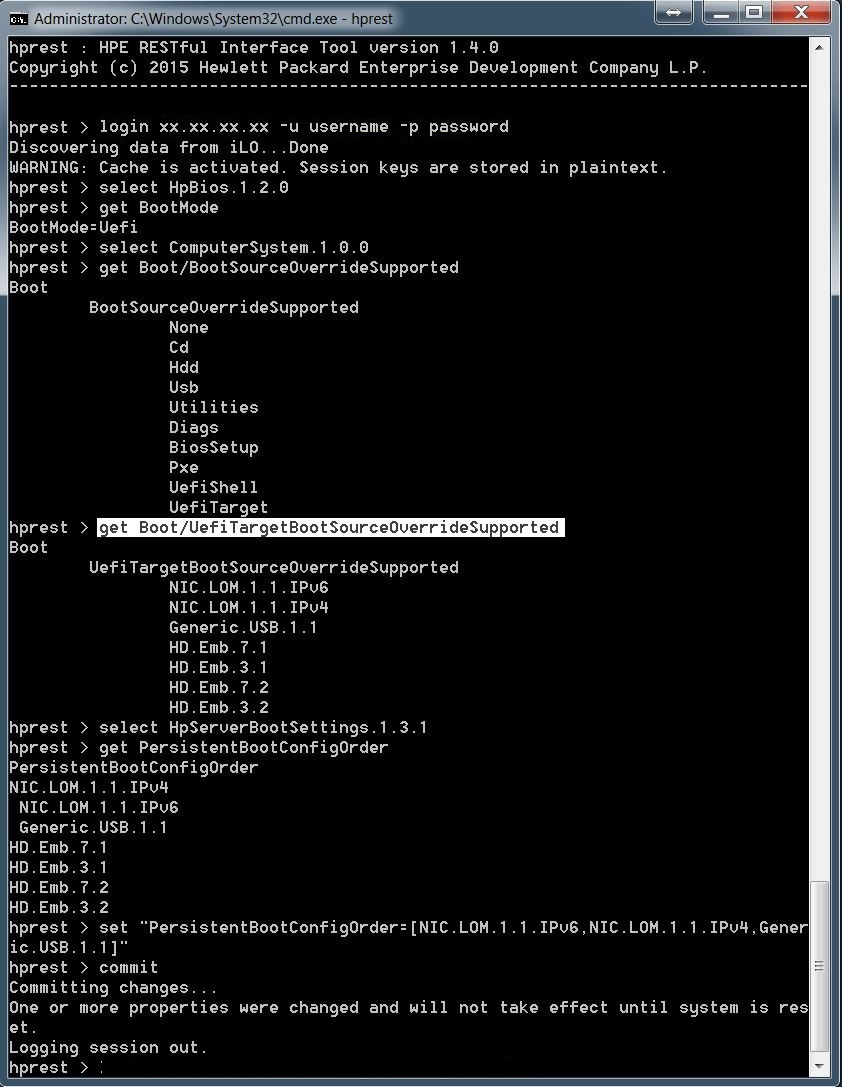 Administrator: C:\Windows\System32\cmd.exe - hprest
hprest : HPE RESTful Interface Tool version 1.4.0
Copyright (c) 2015 Hewlett Packard Enterprise Development Company L.P.
--------------------------------------------------------------------------------
hprest > login xx.xx.xx.xx -u username -p password
Discovering data from iLO...Done
WARNING: Cache is activated. Session keys are stored in plaintext.
hprest > select HpBios.1.2.0
hprest > get BootMode
BootMode=Uefi
hprest > select ComputerSystem.1.0.0
hprest > get Boot/BootSourceOverrideSupported
Boot
BootSourceOverrideSupported
None
Cd
Hdd
Usb
Utilities
Diags
BiosSetup
Pxe
UefiShell
UefiTarget
hprest > get Boot/UefiTargetBootSourceOverrideSupported
Boot
UefiTargetBootSourceOverrideSupported
NIC.LOM.1.1.IPv6
NIC.LOM.1.1.IPv4
Generic.USB.1.1
HD.Emb.7.1
HD.Emb.3.1
HD.Emb.7.2
HD.Emb.3.2
hprest > select HpServerBootSettings.1.3.1
hprest > get PersistentBootConfigOrder
PersistentBootConfigOrder
NIC.LOM.1.1.IPv4
NIC.LOM.1.1.IPv6
Generic.USB.1.1
HD.Emb.7.1
HD.Emb.3.1
HD.Emb.7.2
HD.Emb.3.2
hprest > set "PersistentBootConfigOrder=[NIC.LOM.1.1.IPv6,NIC.LOM.1.1.IPv4,Gener
ic.USB.1.1]"
hprest > commit
Committing changes...
One or more properties were changed and will not take effect until system is res
et.
Logging session out.
hprest >